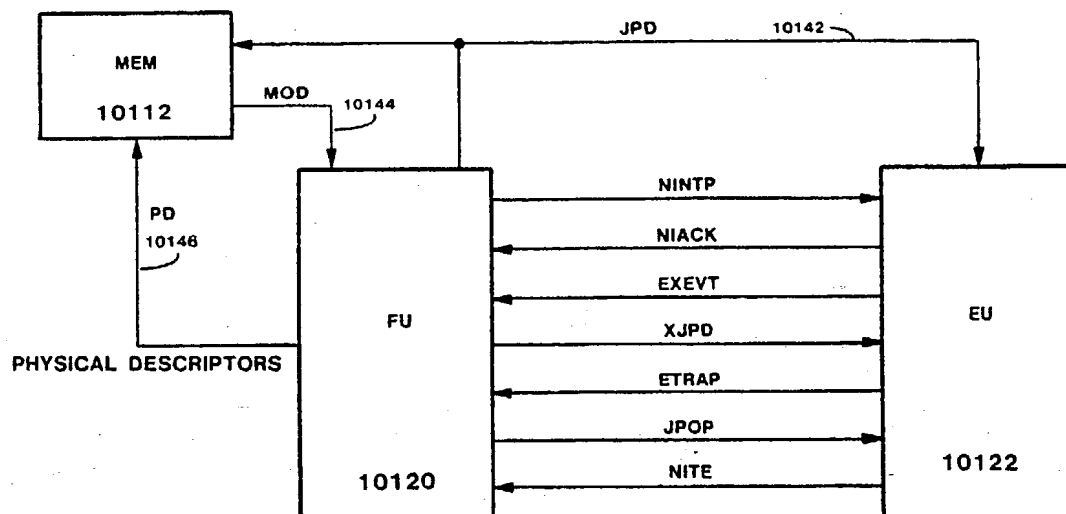 JPD
10142
MEM
10112
MOD
10144
PD
10146
PHYSICAL DESCRIPTORS
FU
10120
NINTP
NIACK
EXEVT
XJPD
ETRAP
JPOP
NITE
EU
10122